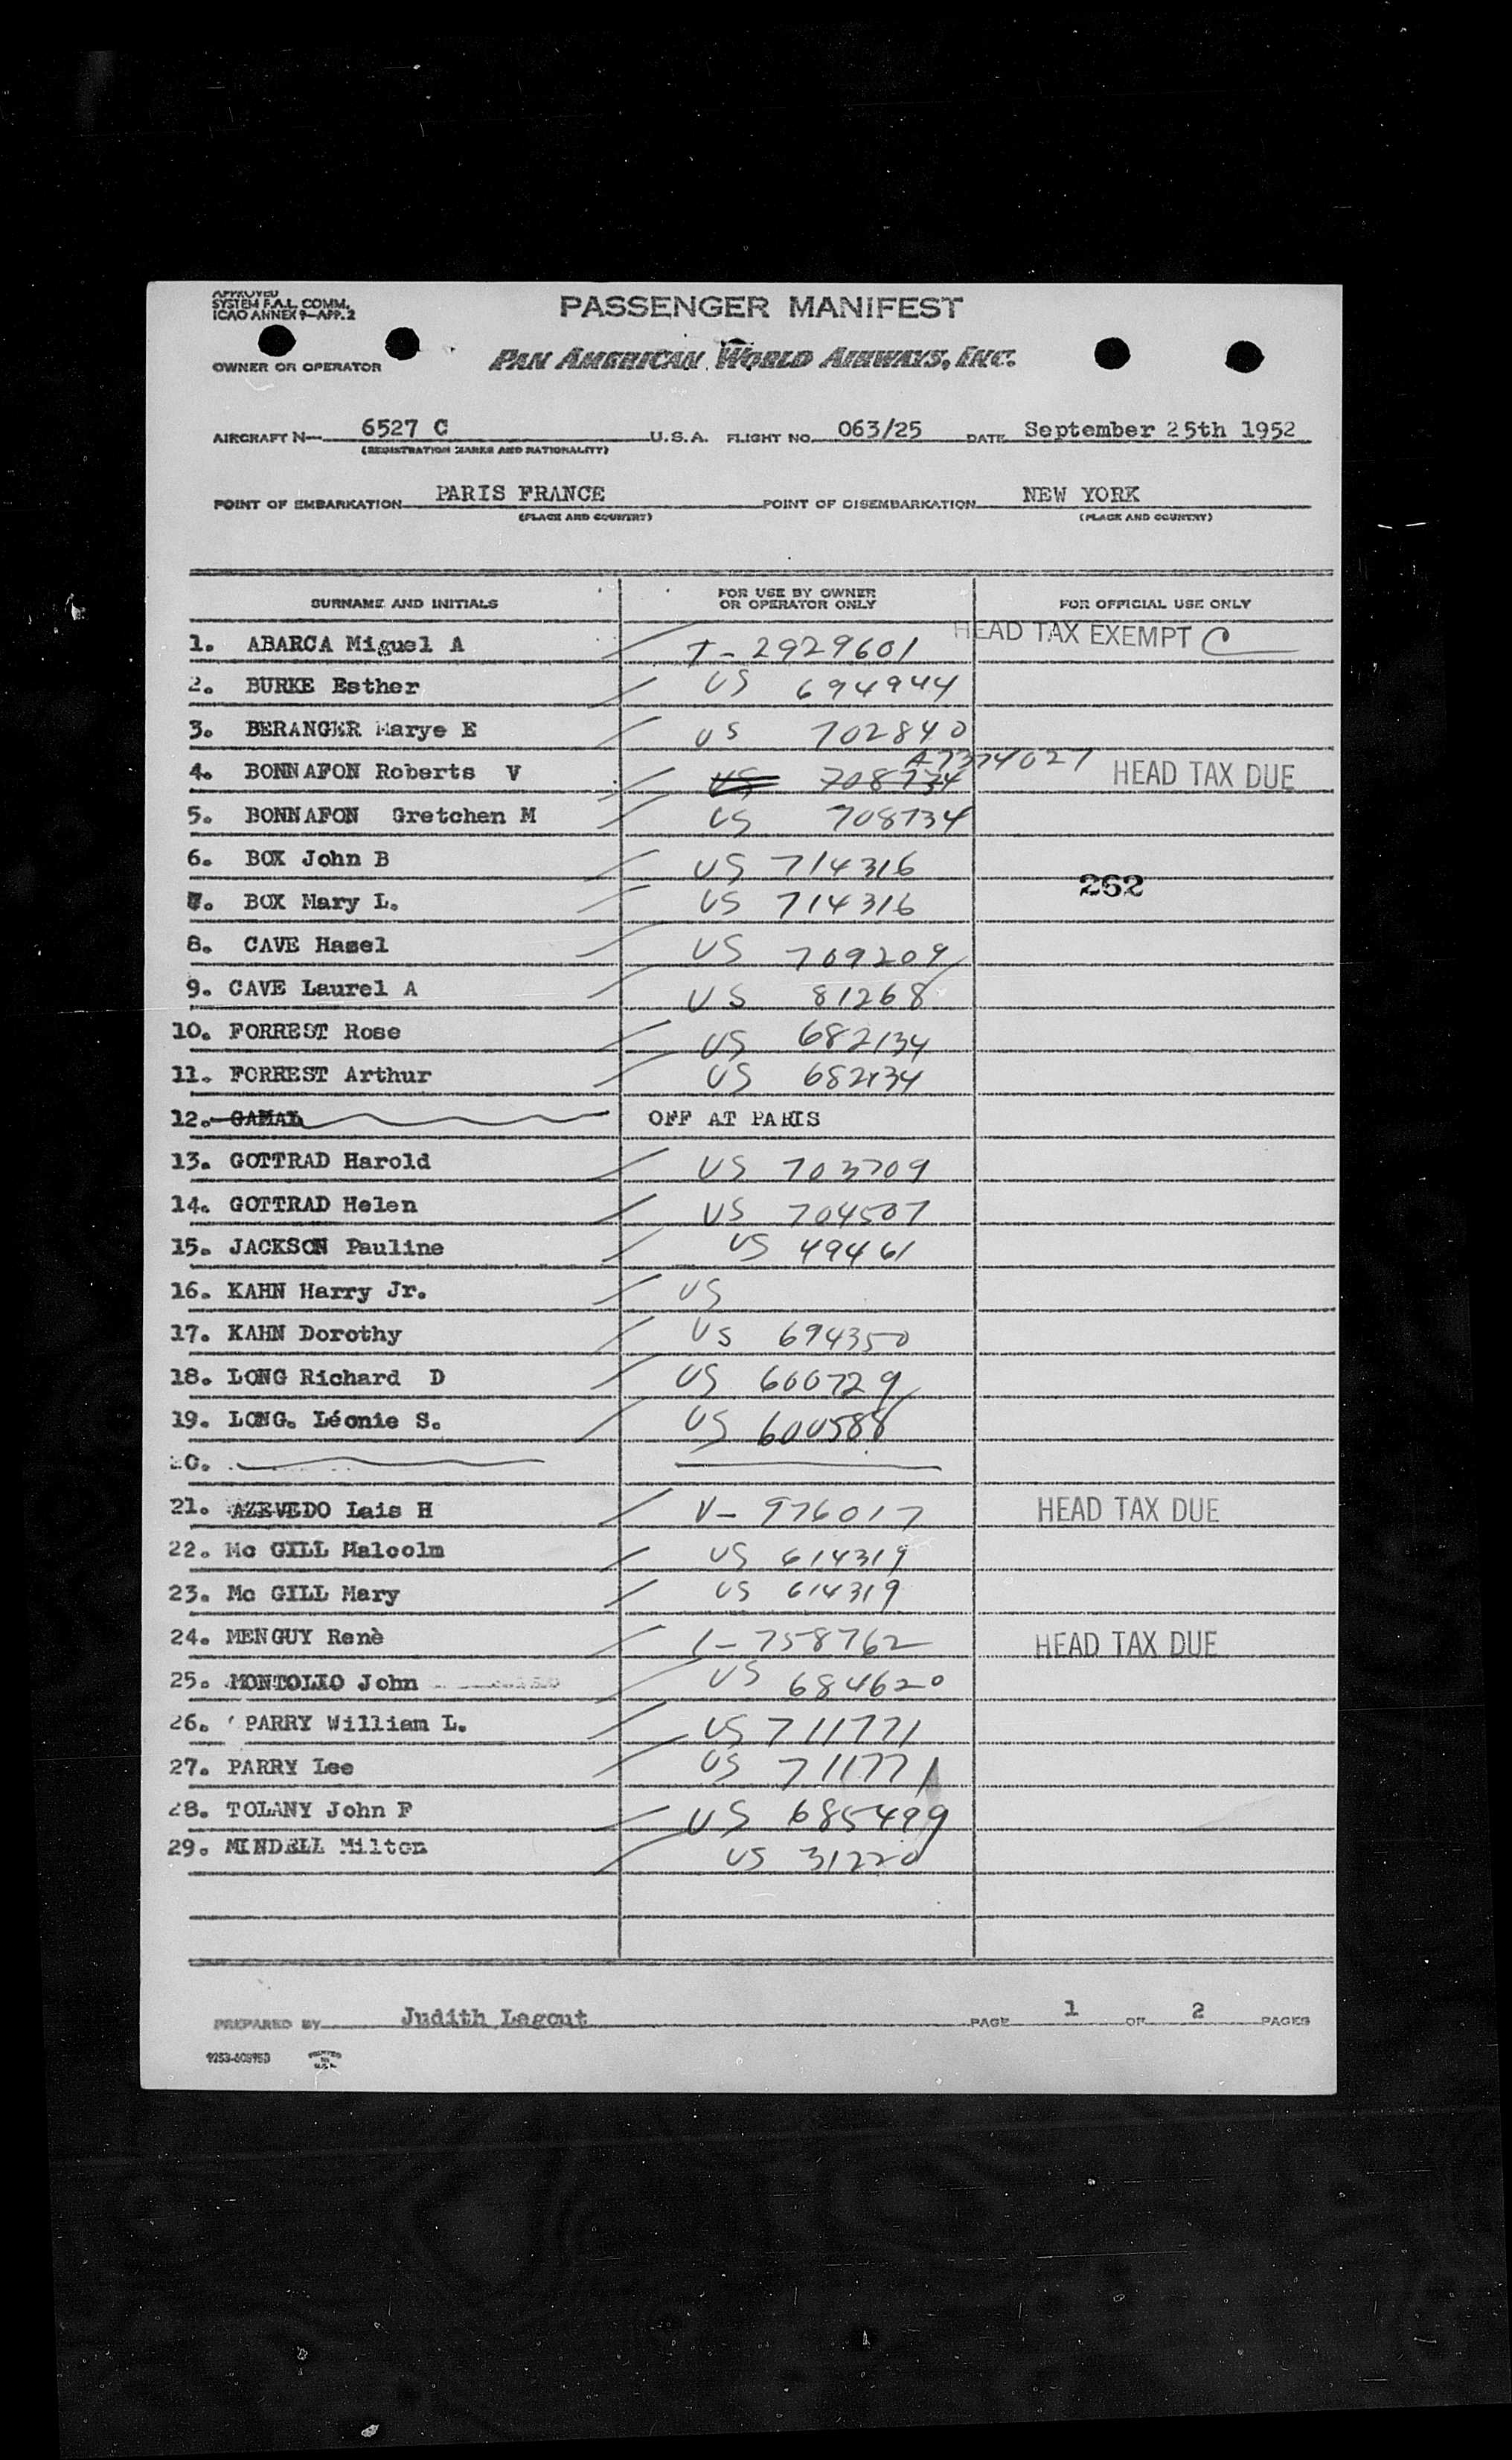 APPROVED
SYSTEM F.A.L. COMM.
ICAO ANNEX 9-APP. 2
PASSENGER MANIFEST
OWNER OR OPERATOR PAN AMERICAN WORLD AIRWAYS, INC.
AIRCRAFT N- 6527 C U.S.A. FLIGHT NO. 063/25 DATE September 25th 1952
(REGISTRATION MARKS AND NATIONALITY)
POINT OF EMBARKATION PARIS FRANCE POINT OF DISEMBARKATION NEW YORK
(PLACE AND COUNTRY) (PLACE AND COUNTRY)
SURNAME AND INITIALS FOR USE BY OWNER OR OPERATOR ONLY FOR OFFICIAL USE ONLY
1. ABARCA Miguel A T-2929601 HEAD TAX EXEMPT C
2. BURKE Esther US 694944
3. BERANGER Marye E US 702840
4. BONNAFON Roberts V US 708734 A7374027 HEAD TAX DUE
5. BONNAFON Gretchen M US 708734
6. BOX John B US 714316
262
7. BOX Mary L. US 714316
8. CAVE Hazel US 709209
9. CAVE Laurel A US 81268
10. FORREST Rose US 682134
11. FORREST Arthur US 682134
12. GAMAL OFF AT PARIS
13. GOTTRAD Harold US 703709
14. GOTTRAD Helen US 704507
15. JACKSON Pauline US 49461
16. KAHN Harry Jr. US
17. KAHN Dorothy US 694350
18. LONG Richard D US 600729
19. LONG. Léonie S. US 600588
20.
21. AZEVEDO Lais H V-976017 HEAD TAX DUE
22. Mc GILL Malcolm US 614319
23. Mc GILL Mary US 614319
24. MENGUY Renè I-758762 HEAD TAX DUE
25. MONTOLIO John US 684620
26. PARRY William L. US 711771
27. PARRY Lee US 711771
28. TOLANY John F US 685499
29. MINDELL Milton US 31220
PREPARED BY Judith Lagout PAGE 1 OF 2 PAGES
PRINTED IN U.S.A.